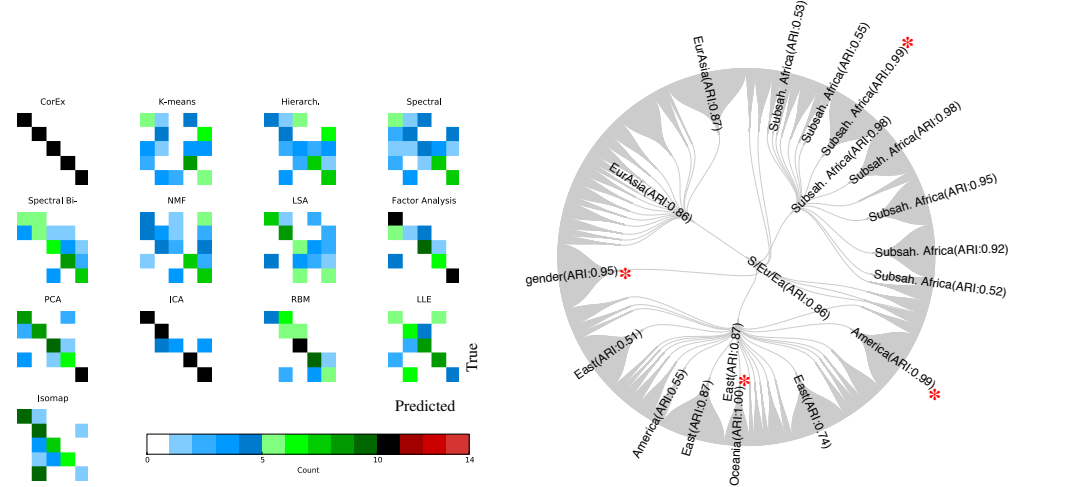 CorEx
K-means
Hierarch.
Spectral
Spectral Bi-
NMF
LSA
Factor Analysis
PCA
ICA
RBM
LLE
Isomap
True
Predicted
0
5
10
14
Count
EurAsia(ARI:0.87)
Subsah. Africa(ARI:0.53)
Subsah. Africa(ARI:0.55)
Subsah. Africa(ARI:0.99)*
Subsah. Africa(ARI:0.98)
Subsah. Africa(ARI:0.98)
Subsah. Africa(ARI:0.95)
Subsah. Africa(ARI:0.92)
Subsah. Africa(ARI:0.52)
EurAsia(ARI:0.86)
gender(ARI:0.95)*
S/Eu/Ea(ARI:0.86)
America(ARI:0.99)*
East(ARI:0.51)
America(ARI:0.55)
East(ARI:0.87)
East(ARI:0.87)
Oceania(ARI:1.00)*
East(ARI:0.74)